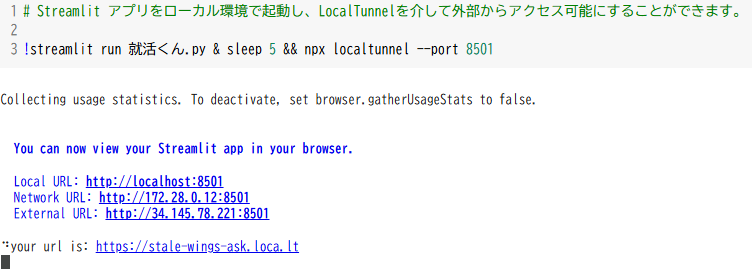 1 # Streamlit アプリをローカル環境で起動し、LocalTunnelを介して外部からアクセス可能にすることができます。
2
3 !streamlit run 就活くん.py & sleep 5 && npx localtunnel --port 8501
Collecting usage statistics. To deactivate, set browser.gatherUsageStats to false.
You can now view your Streamlit app in your browser.
Local URL: http://localhost:8501
Network URL: http://172.28.0.12:8501
External URL: http://34.145.78.221:8501
⠙your url is: https://stale-wings-ask.loca.lt